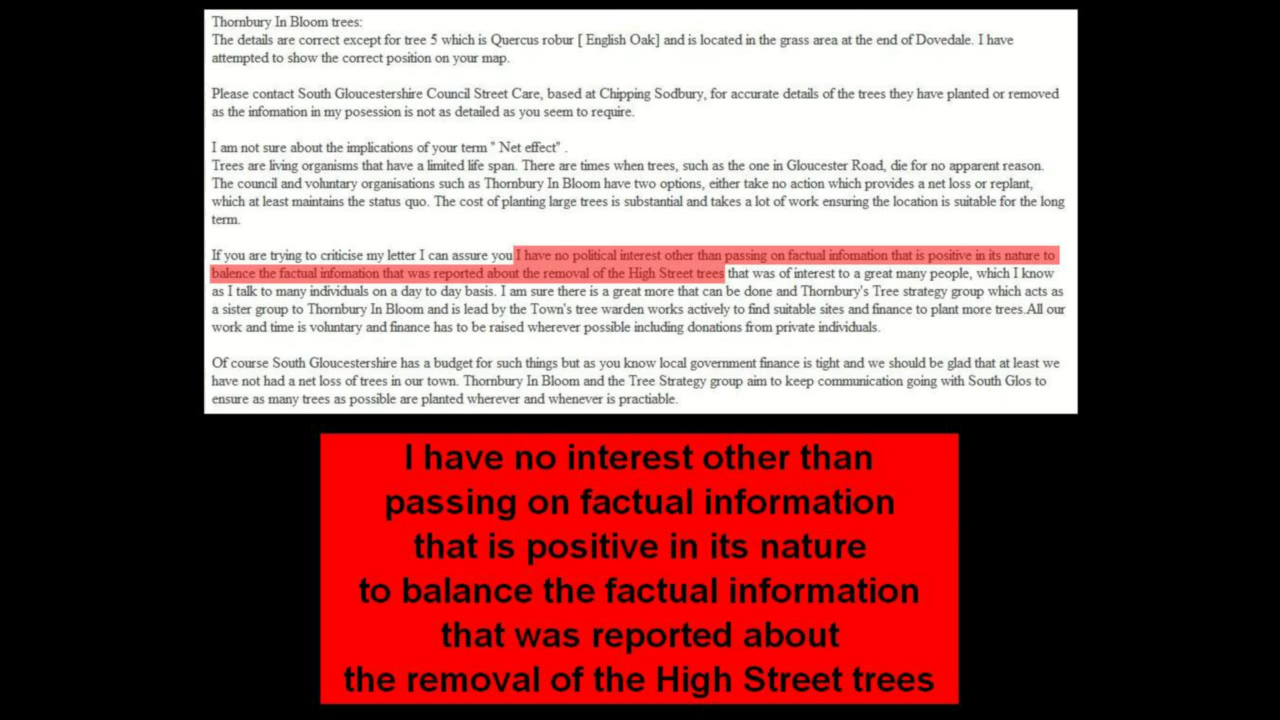 Thornbury In Bloom trees:
The details are correct except for tree 5 which is Quercus robur [ English Oak] and is located in the grass area at the end of Dovedale. I have
attempted to show the correct position on your map.
Please contact South Gloucestershire Council Street Care, based at Chipping Sodbury, for accurate details of the trees they have planted or removed
as the infomation in my posession is not as detailed as you seem to require.
I am not sure about the implications of your term " Net effect" .
Trees are living organisms that have a limited life span. There are times when trees, such as the one in Gloucester Road, die for no apparent reason.
The council and voluntary organisations such as Thornbury In Bloom have two options, either take no action which provides a net loss or replant,
which at least maintains the status quo. The cost of planting large trees is substantial and takes a lot of work ensuring the location is suitable for the long
term.
If you are trying to criticise my letter I can assure you I have no political interest other than passing on factual infomation that is positive in its nature to
balence the factual infomation that was reported about the removal of the High Street trees that was of interest to a great many people, which I know
as I talk to many individuals on a day to day basis. I am sure there is a great more that can be done and Thornbury's Tree strategy group which acts as
a sister group to Thornbury In Bloom and is lead by the Town's tree warden works actively to find suitable sites and finance to plant more trees.All our
work and time is voluntary and finance has to be raised wherever possible including donations from private individuals.
Of course South Gloucestershire has a budget for such things but as you know local government finance is tight and we should be glad that at least we
have not had a net loss of trees in our town. Thornbury In Bloom and the Tree Strategy group aim to keep communication going with South Glos to
ensure as many trees as possible are planted wherever and whenever is practiable.
I have no interest other than
passing on factual information
that is positive in its nature
to balance the factual information
that was reported about
the removal of the High Street trees